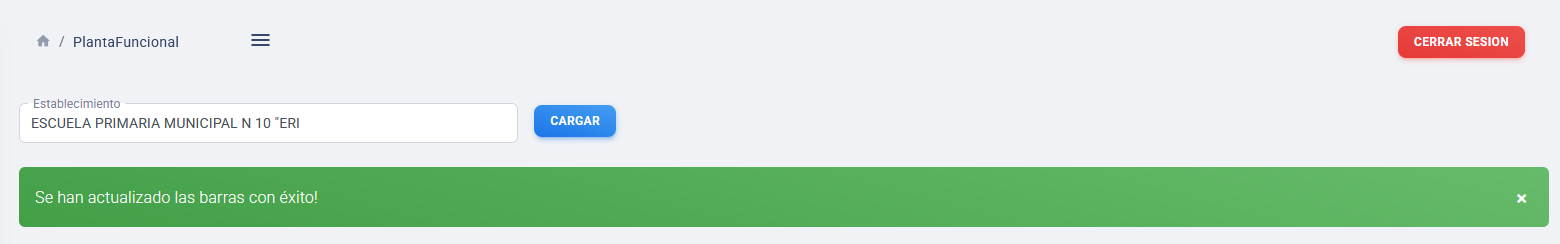 / PlantaFuncional
CERRAR SESION
Establecimiento
ESCUELA PRIMARIA MUNICIPAL N 10 "ERI
CARGAR
Se han actualizado las barras con éxito!
×